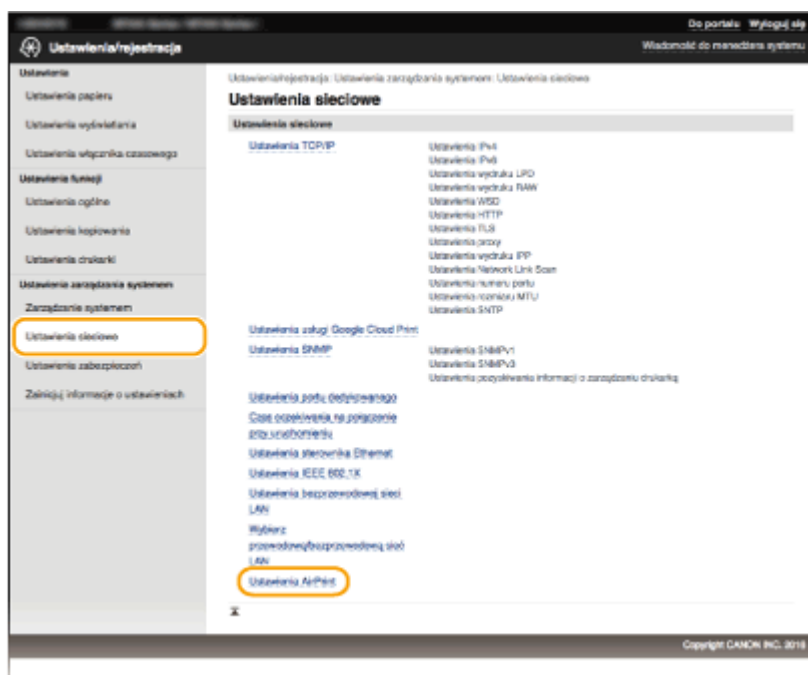 Do portalu Wyloguj się
Ustawienia/rejestracja
Wiadomość do menedżera systemu
Ustawienia
Ustawienia papieru
Ustawienia wyświetlania
Ustawienia włącznika czasowego
Ustawienia funkcji
Ustawienia ogólne
Ustawienia kopiowania
Ustawienia drukarki
Ustawienia zarządzania systemem
Zarządzanie systemem
Ustawienia sieciowe
Ustawienia zabezpieczeń
Zainicjuj informacje o ustawieniach
Ustawienia/rejestracja: Ustawienia zarządzania systemem: Ustawienia sieciowe
Ustawienia sieciowe
Ustawienia sieciowe
Ustawienia TCP/IP
Ustawienia IPv4
Ustawienia IPv6
Ustawienia wydruku LPD
Ustawienia wydruku RAW
Ustawienia WSD
Ustawienia HTTP
Ustawienia TLS
Ustawienia proxy
Ustawienia wydruku IPP
Ustawienia Network Link Scan
Ustawienia numeru portu
Ustawienia rozmiaru MTU
Ustawienia SNTP
Ustawienia usługi Google Cloud Print
Ustawienia SNMP
Ustawienia SNMPv1
Ustawienia SNMPv3
Ustawienia pozyskiwania informacji o zarządzaniu drukarką
Ustawienia portu dedykowanego
Czas oczekiwania na połączenie
przy uruchomieniu
Ustawienia sterownika Ethernet
Ustawienia IEEE 802.1X
Ustawienia bezprzewodowej sieci
LAN
Wybierz
przewodową/bezprzewodową sieć
LAN
Ustawienia AirPrint
Copyright CANON INC. 2018